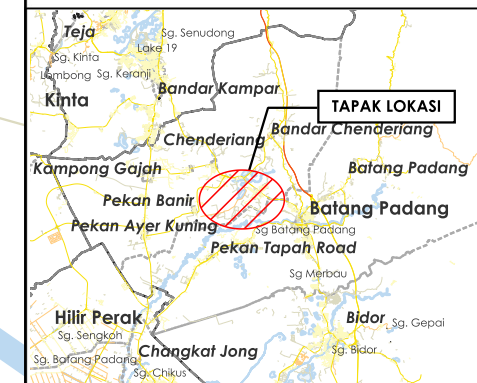 Teja
Sg. Senudong
Lake 19
Sg. Kinta
Lombong
Sg. Keranji
Kinta
Bandar Kampar
TAPAK LOKASI
Chenderiang
Bandar Chenderiang
Kampong Gajah
Batang Padang
Pekan Banir
Batang Padang
Pekan Ayer Kuning
Sg Batang Padang
Pekan Tapah Road
Sg Merbau
Hilir Perak
Bidor
Sg. Gepai
Sg. Sengkoh
Sg. Batang Padang
Changkat Jong
Sg. Bidor
Sg. Chikus